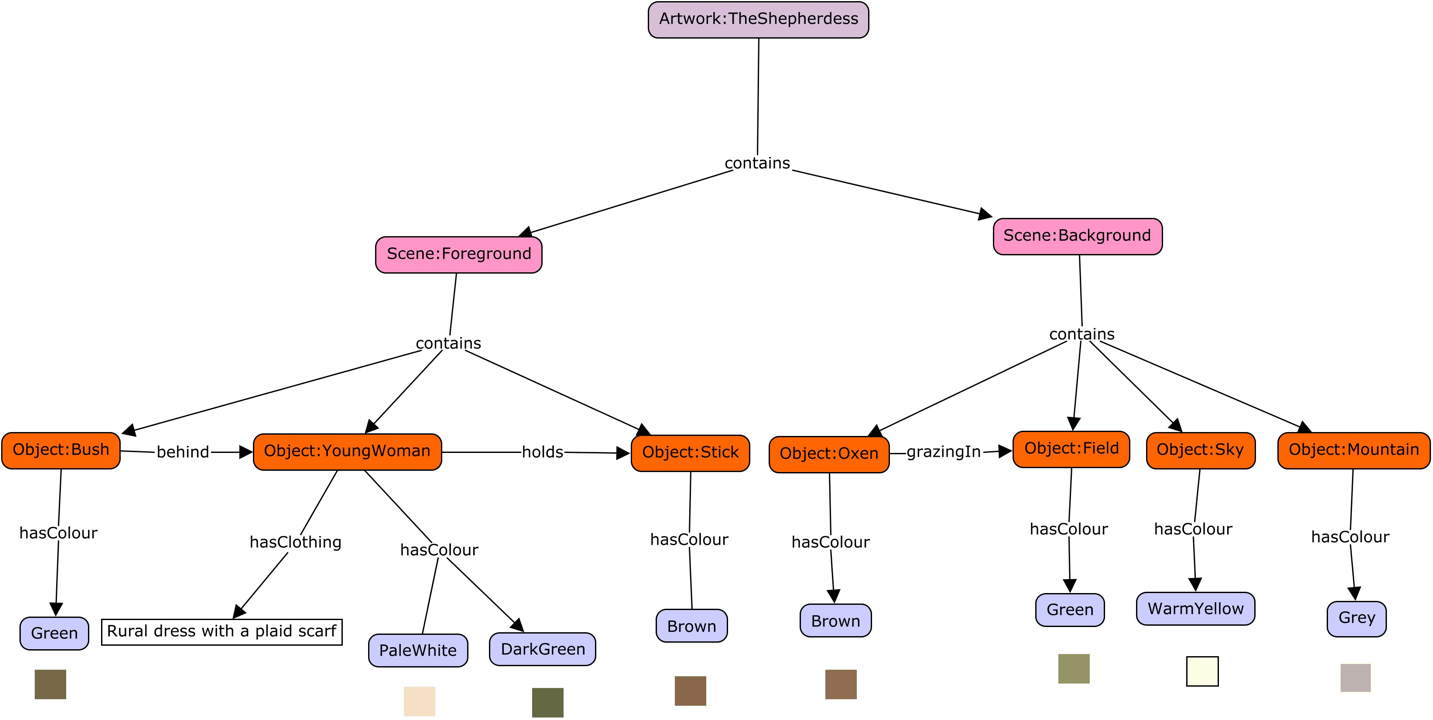 Artwork:TheShepherdess
contains
Scene:Foreground
Scene:Background
contains
contains
Object:Bush
behind
Object:YoungWoman
holds
Object:Stick
Object:Oxen
grazingIn
Object:Field
Object:Sky
Object:Mountain
hasColour
hasClothing
hasColour
hasColour
hasColour
hasColour
hasColour
hasColour
Green
Rural dress with a plaid scarf
PaleWhite
DarkGreen
Brown
Brown
Green
WarmYellow
Grey